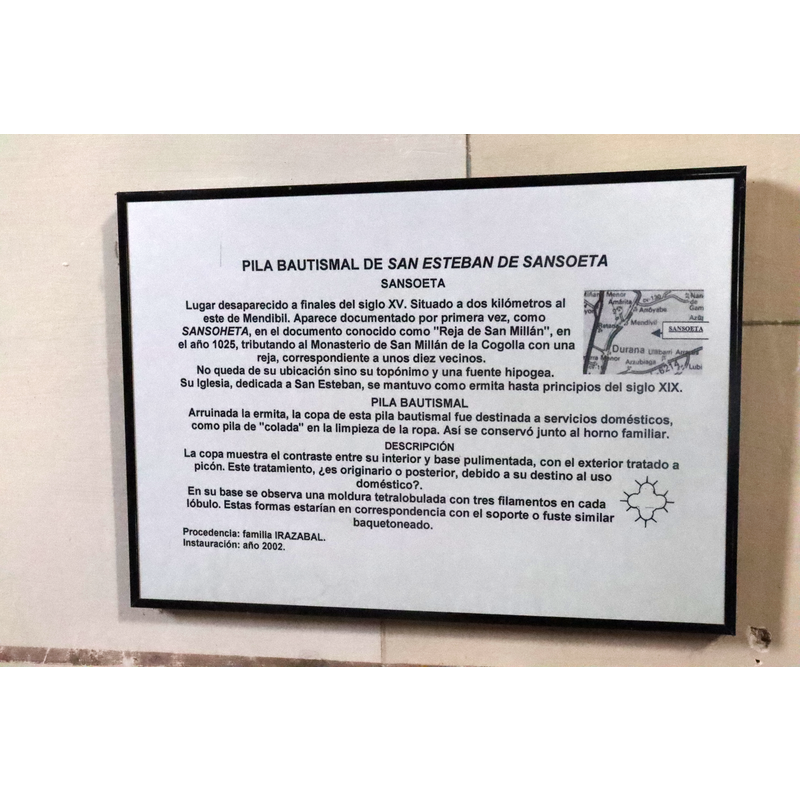 PILA BAUTISMAL DE SAN ESTEBAN DE SANSOETA
SANSOETA
Lugar desaparecido a finales del siglo XV. Situado a dos kilómetros al
este de Mendibil. Aparece documentado por primera vez, como
SANSOHETA, en el documento conocido como "Reja de San Millán", en
el año 1025, tributando al Monasterio de San Millán de la Cogolla con una
reja, correspondiente a unos diez vecinos.
No queda de su ubicación sino su topónimo y una fuente hipogea.
Su Iglesia, dedicada a San Esteban, se mantuvo como ermita hasta principios del siglo XIX.
Menor
Amárita
Mendivil
SANSOETA
Durana
PILA BAUTISMAL
Arruinada la ermita, la copa de esta pila bautismal fue destinada a servicios domésticos,
como pila de "colada" en la limpieza de la ropa. Asi se conservó junto al horno familiar.
DESCRIPCIÓN
La copa muestra el contraste entre su interior y base pulimentada, con el exterior tratado a
picón. Este tratamiento, ¿es originario o posterior, debido a su destino al uso
doméstico?.
En su base se observa una moldura tetralobulada con tres filamentos en cada
lóbulo. Estas formas estarían en correspondencia con el soporte o fuste similar
baquetoneado.
Procedencia: familia IRAZABAL.
Instauración: año 2002.